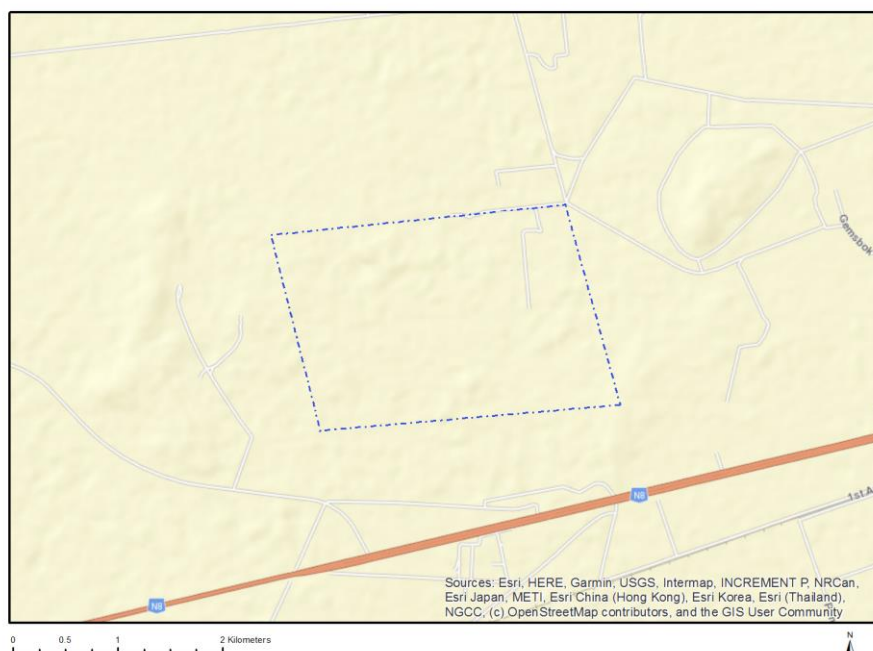 Gemsbok
N8
1st A
N8
Sources: Esri, HERE, Garmin, USGS, Intermap, INCREMENT P, NRCan,
Esri Japan, METI, Esri China (Hong Kong), Esri Korea, Esri (Thailand),
NGCC, (c) OpenStreetMap contributors, and the GIS User Community
0 0.5 1 2 Kilometers
N